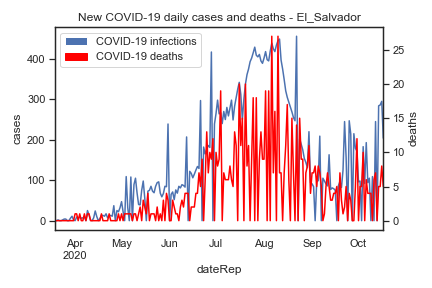 New COVID-19 daily cases and deaths - El_Salvador
COVID-19 infections
COVID-19 deaths
400
300
200
100
0
cases
25
20
15
10
5
0
deaths
Apr
2020
May
Jun
Jul
Aug
Sep
Oct
dateRep